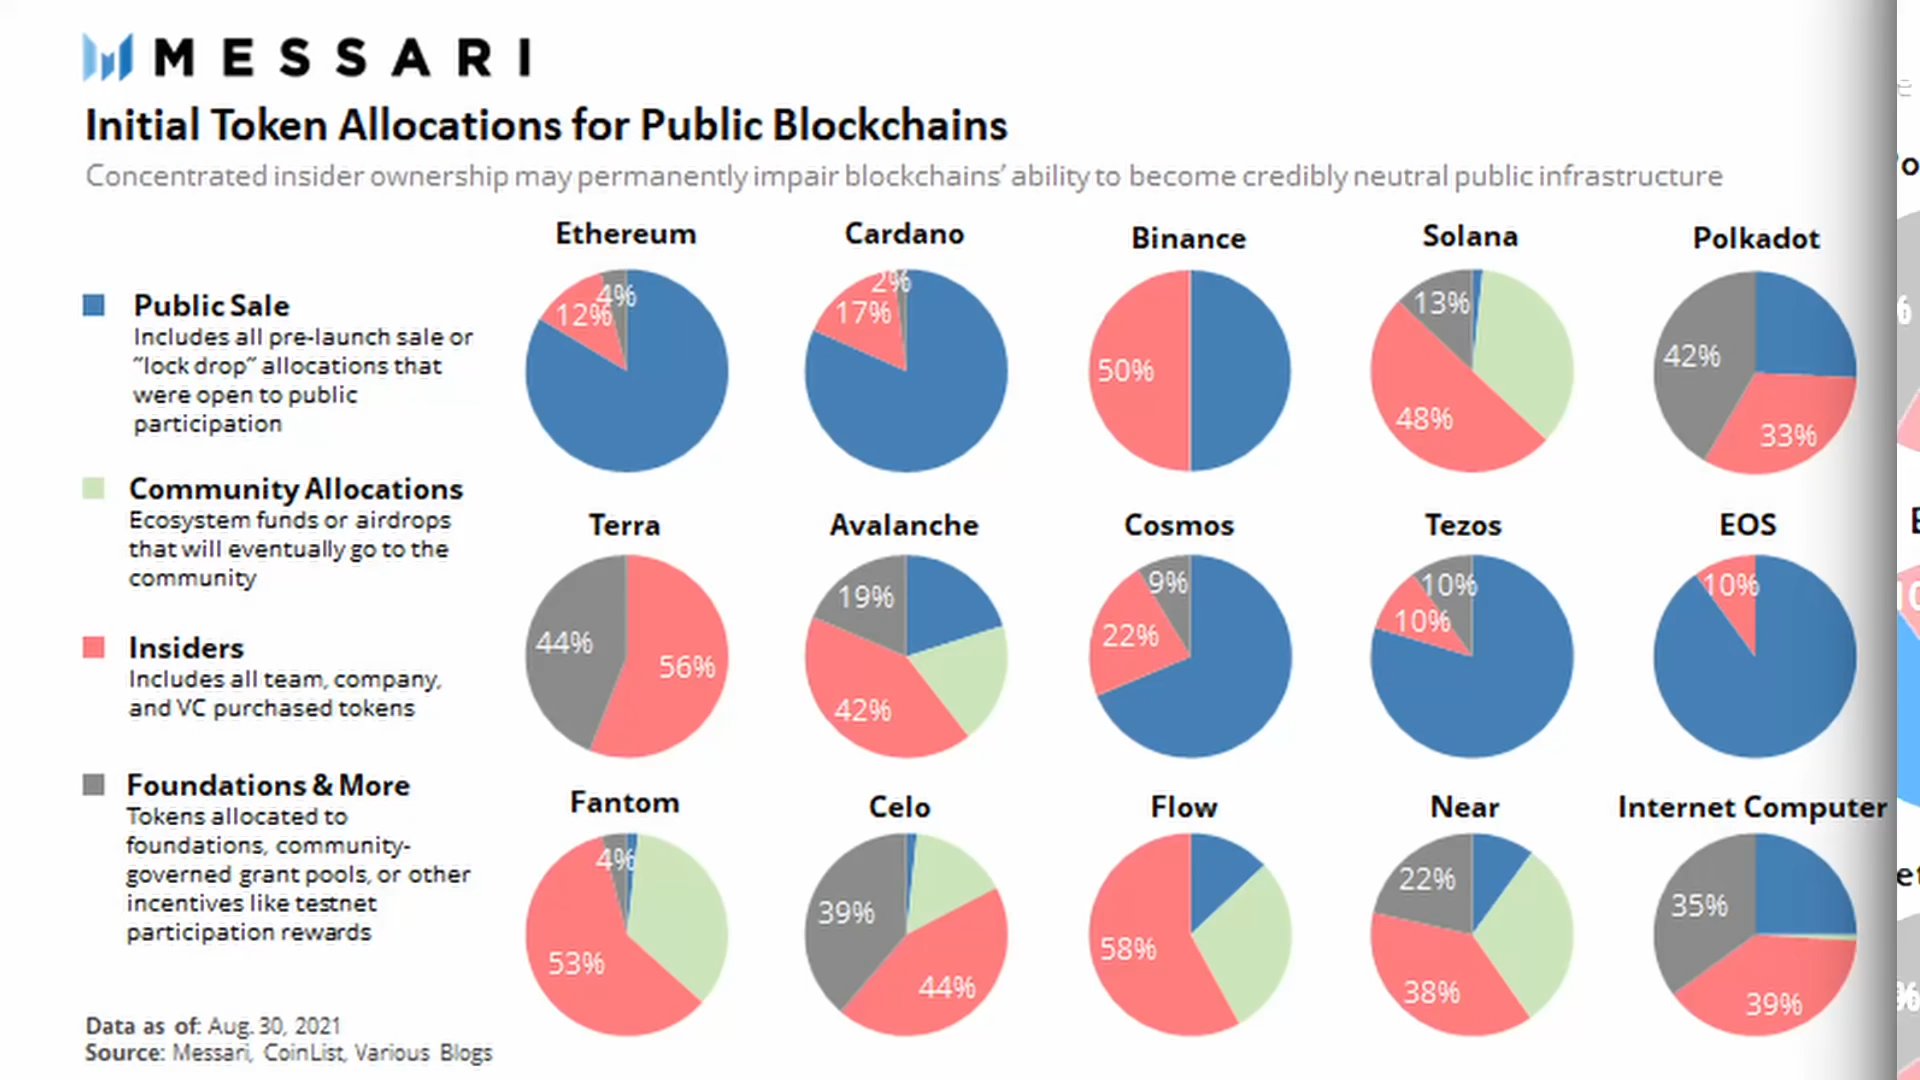 MESSARI
Initial Token Allocations for Public Blockchains
Concentrated insider ownership may permanently impair blockchains' ability to become credibly neutral public infrastructure
Public Sale
Includes all pre-launch sale or
"lock drop" allocations that
were open to public
participation
Community Allocations
Ecosystem funds or airdrops
that will eventually go to the
community
Insiders
Includes all team, company,
and VC purchased tokens
Foundations & More
Tokens allocated to
foundations, community-
governed grant pools, or other
incentives like testnet
participation rewards
Ethereum
4%
12%
Cardano
2%
17%
Binance
50%
Solana
13%
48%
Polkadot
42%
33%
Terra
44%
56%
Avalanche
19%
42%
Cosmos
9%
22%
Tezos
10%
10%
EOS
10%
Fantom
4%
53%
Celo
39%
44%
Flow
58%
Near
22%
38%
Internet Computer
35%
39%
Data as of: Aug. 30, 2021
Source: Messari, CoinList, Various Blogs